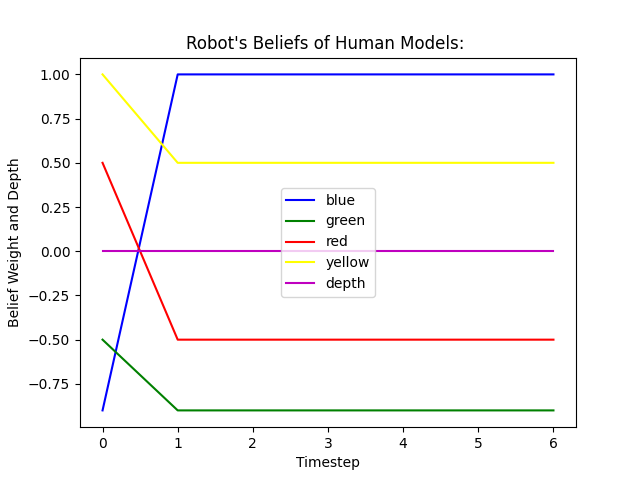 Robot's Beliefs of Human Models:
Belief Weight and Depth
1.00
0.75
0.50
0.25
0.00
−0.25
−0.50
−0.75
blue
green
red
yellow
depth
0 1 2 3 4 5 6
Timestep